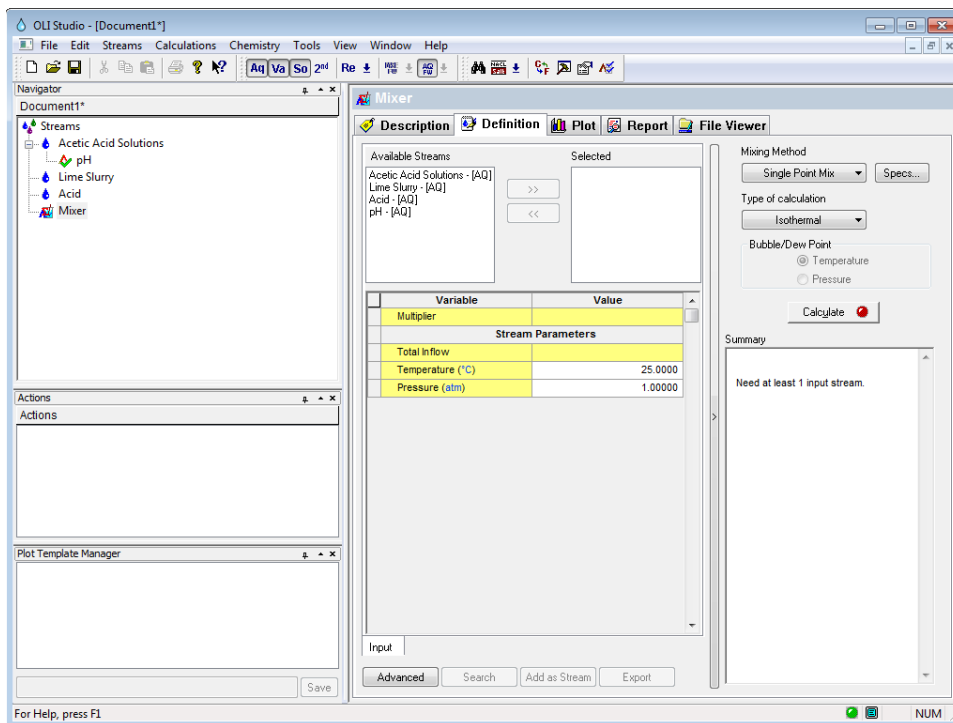 OLI Studio - [Document1*]
File Edit Streams Calculations Chemistry Tools View Window Help
Aq Va So 2nd Re
Navigator
Document1*
Streams
Acetic Acid Solutions
pH
Lime Slurry
Acid
Mixer
Actions
Actions
Plot Template Manager
Save
Mixer
Description Definition Plot Report File Viewer
Available Streams Selected
Acetic Acid Solutions - [AQ]
Lime Slurry - [AQ]
Acid - [AQ]
pH - [AQ]
>>
<<
Variable Value
Multiplier
Stream Parameters
Total Inflow
Temperature (°C) 25.0000
Pressure (atm) 1.00000
Input
Advanced Search Add as Stream Export
Mixing Method
Single Point Mix Specs...
Type of calculation
Isothermal
Bubble/Dew Point
Temperature
Pressure
Calculate
Summary
Need at least 1 input stream.
For Help, press F1 NUM